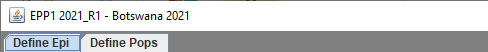 EPP1 2021_R1 - Botswana 2021
Define Epi Define Pops